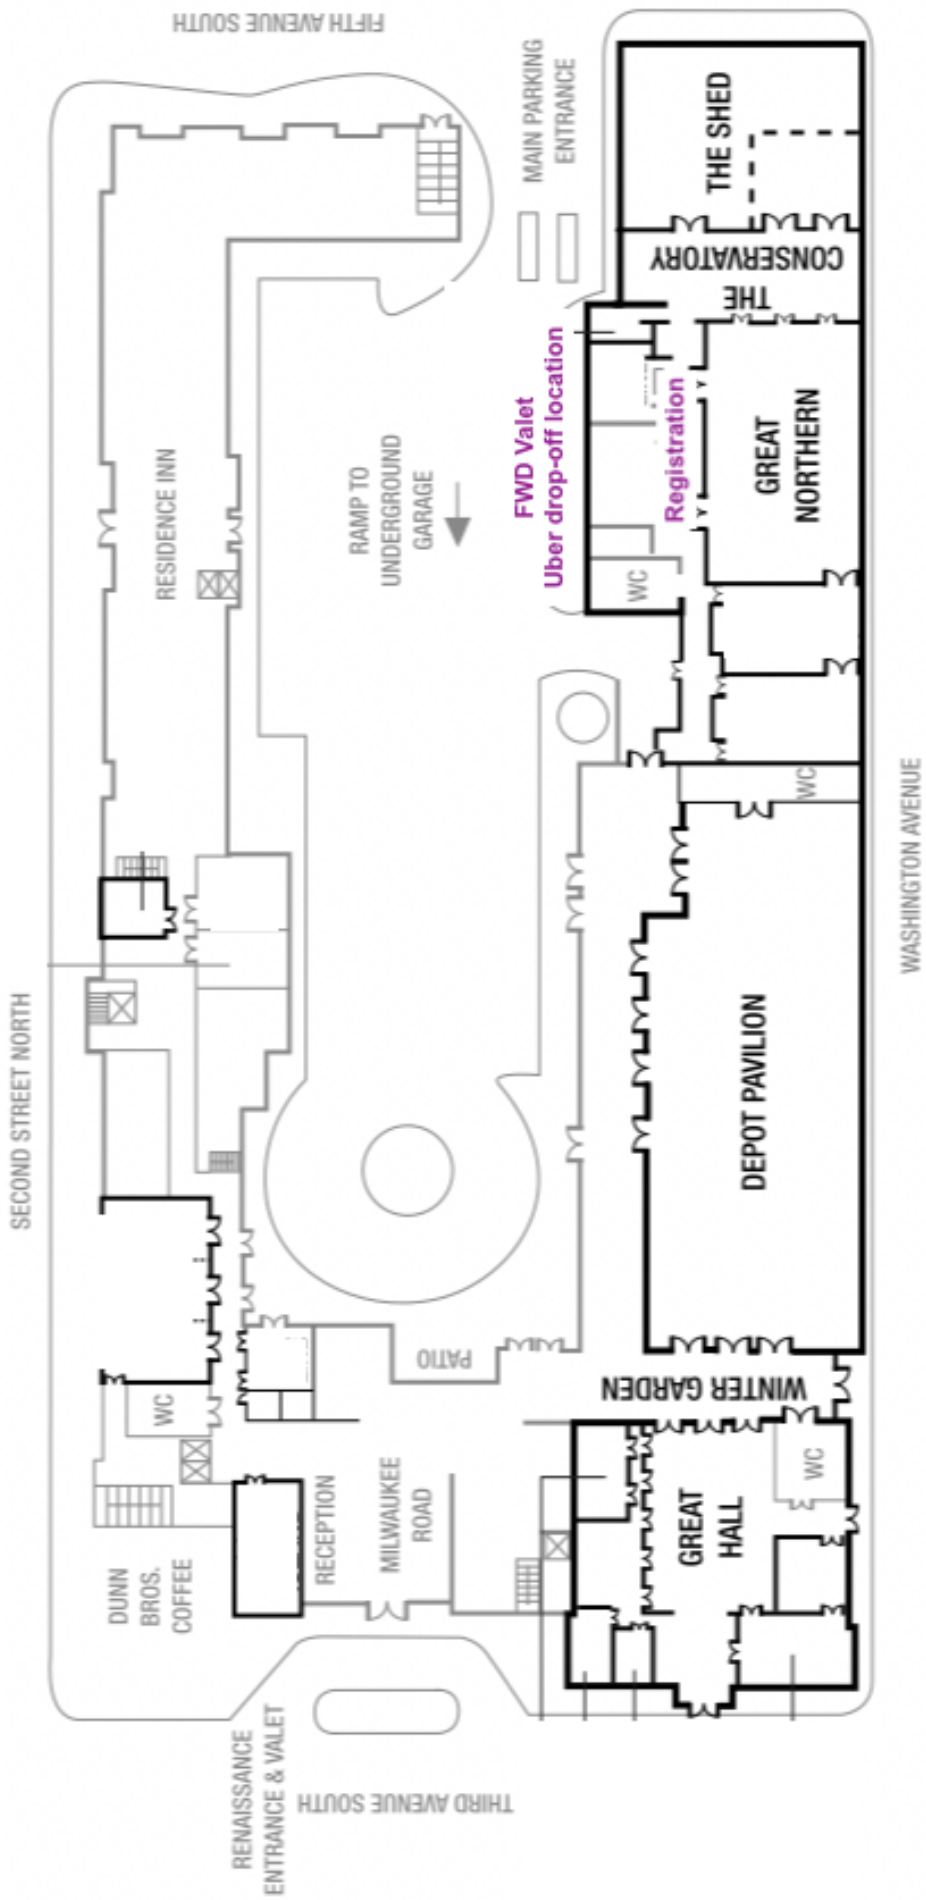 FIFTH AVENUE SOUTH
MAIN PARKING
ENTRANCE
THE SHED
THE
CONSERVATORY
FWD Valet
Uber drop-off location
Registration
GREAT
NORTHERN
RESIDENCE INN
RAMP TO
UNDERGROUND
GARAGE
WC
WC
WASHINGTON AVENUE
SECOND STREET NORTH
DEPOT PAVILION
PATIO
WINTER GARDEN
WC
WC
GREAT
HALL
RECEPTION
MILWAUKEE
ROAD
DUNN
BROS.
COFFEE
RENAISSANCE
ENTRANCE & VALET
THIRD AVENUE SOUTH